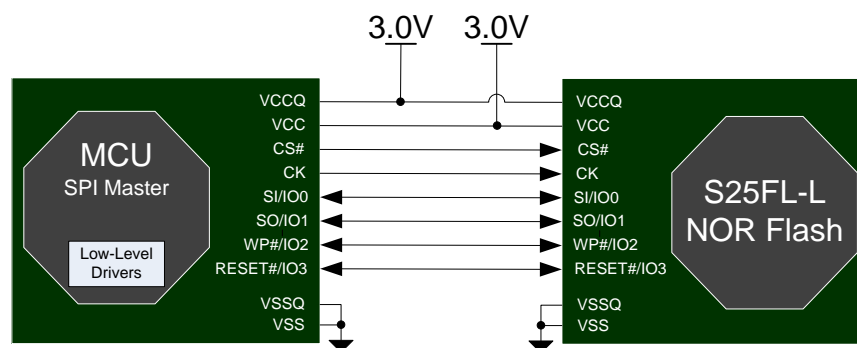 3.0V 3.0V
MCU
SPI Master
Low-Level
Drivers
VCCQ
VCC
CS#
CK
SI/IO0
SO/IO1
WP#/IO2
RESET#/IO3
VSSQ
VSS
VCCQ
VCC
CS#
CK
SI/IO0
SO/IO1
WP#/IO2
RESET#/IO3
VSSQ
VSS
S25FL-L
NOR Flash